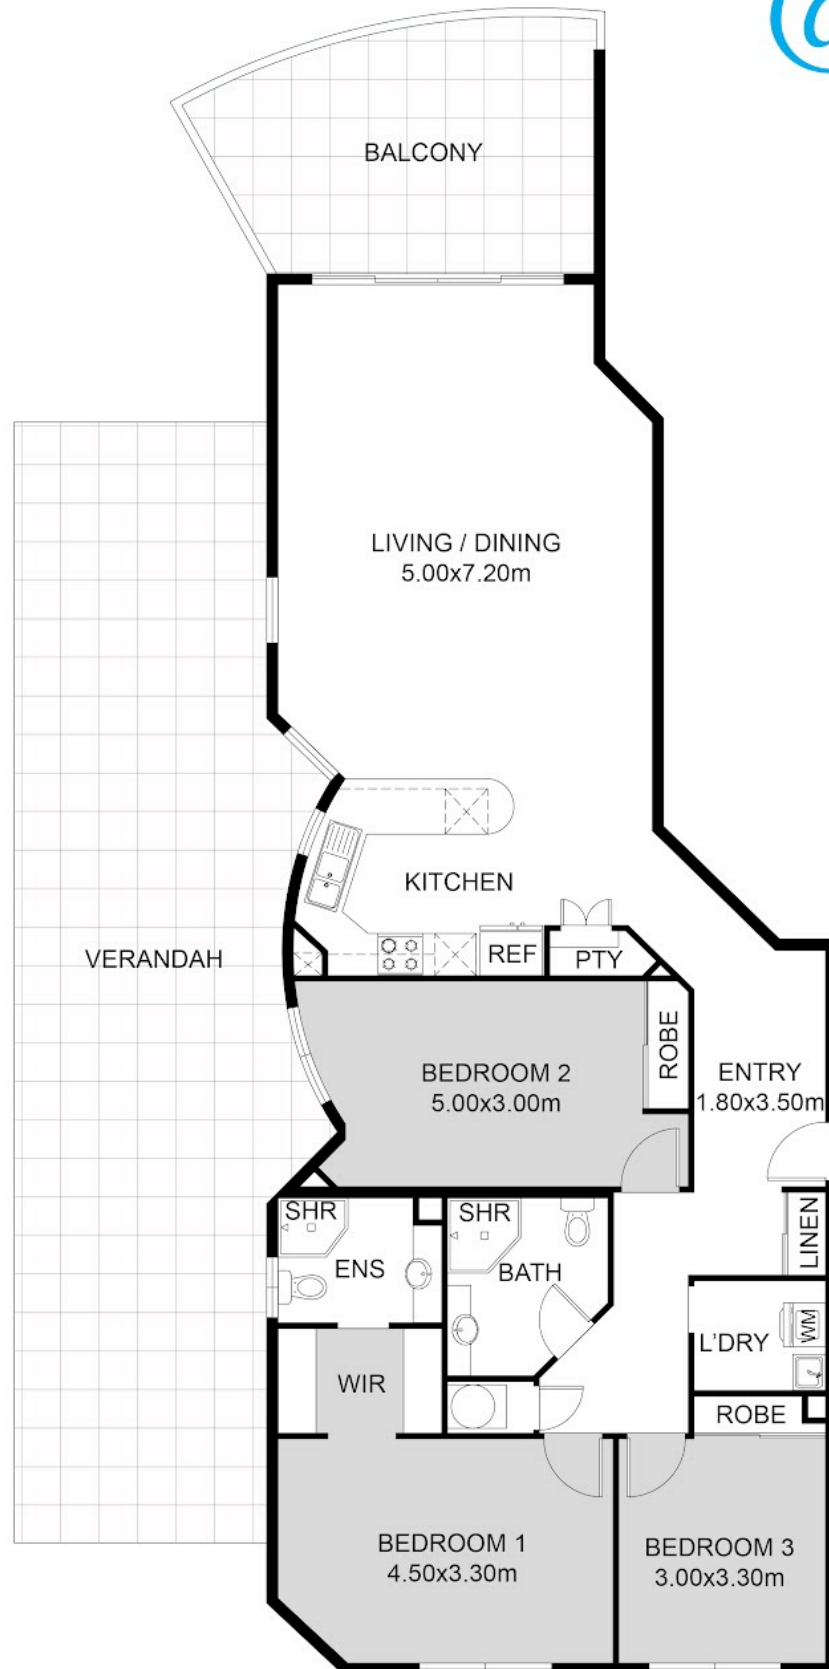 BALCONY
LIVING / DINING
5.00x7.20m
KITCHEN
REF
PTY
VERANDAH
ROBE
BEDROOM 2
5.00x3.00m
ENTRY
1.80x3.50m
SHR
ENS
SHR
BATH
LINEN
L'DRY
WM
WIR
ROBE
BEDROOM 1
4.50x3.30m
BEDROOM 3
3.00x3.30m